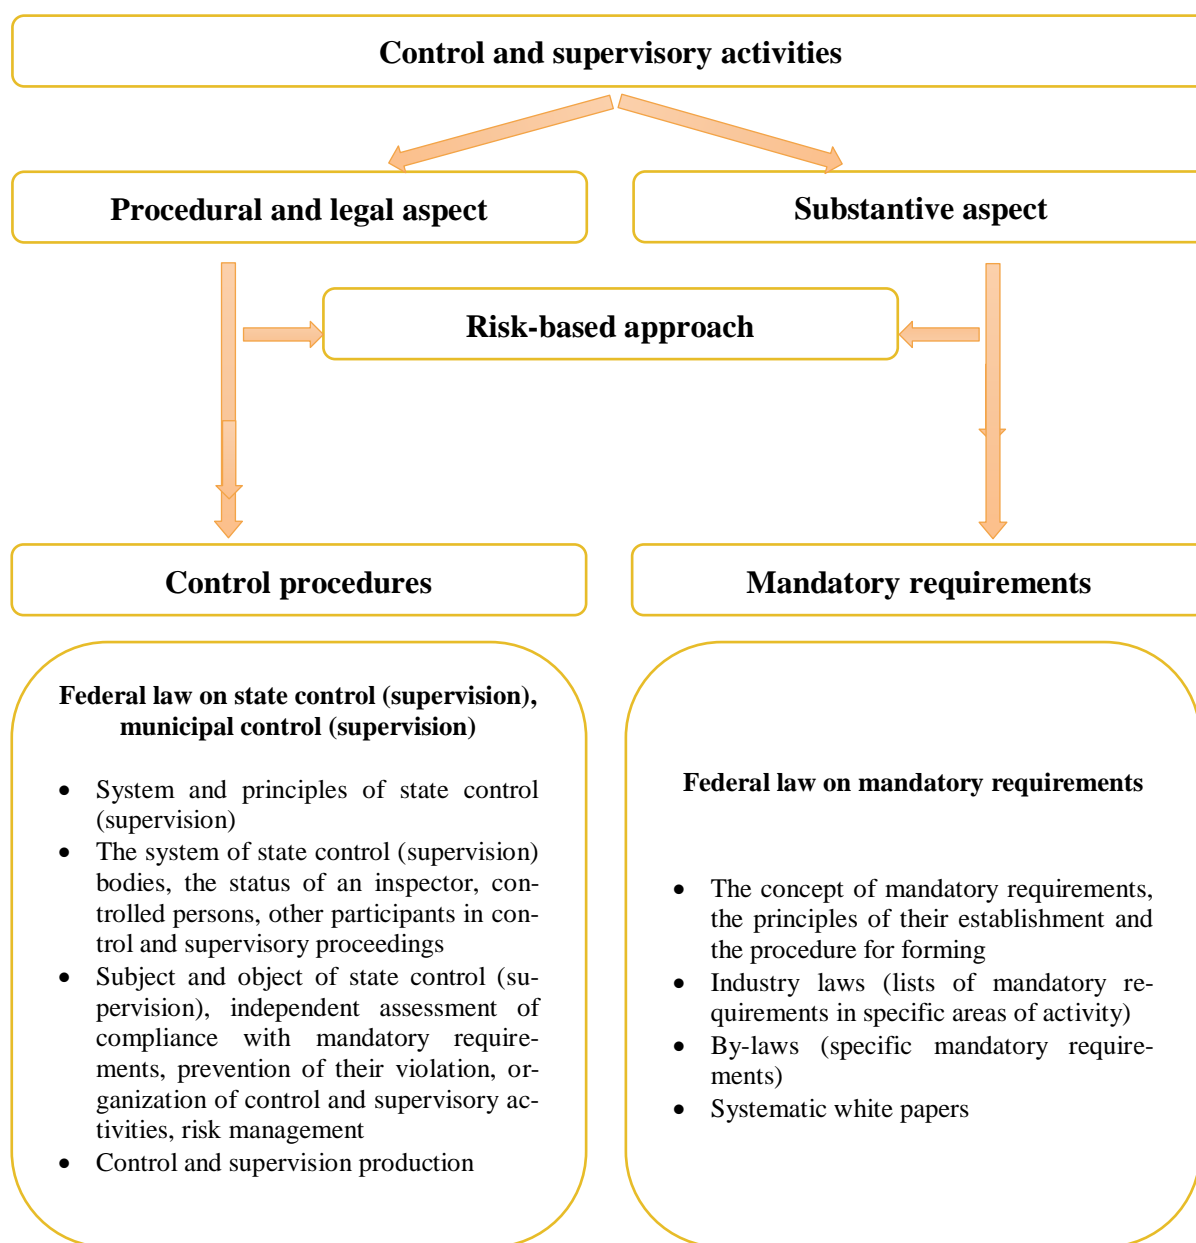 Control and supervisory activities
Procedural and legal aspect
Substantive aspect
Risk-based approach
Control procedures
Mandatory requirements
Federal law on state control (supervision),
municipal control (supervision)
• System and principles of state control
(supervision)
• The system of state control (supervision)
bodies, the status of an inspector, con-
trolled persons, other participants in con-
trol and supervisory proceedings
• Subject and object of state control (su-
pervision), independent assessment of
compliance with mandatory require-
ments, prevention of their violation, or-
ganization of control and supervisory ac-
tivities, risk management
• Control and supervision production
Federal law on mandatory requirements
• The concept of mandatory requirements,
the principles of their establishment and
the procedure for forming
• Industry laws (lists of mandatory re-
quirements in specific areas of activity)
• By-laws (specific mandatory require-
ments)
• Systematic white papers